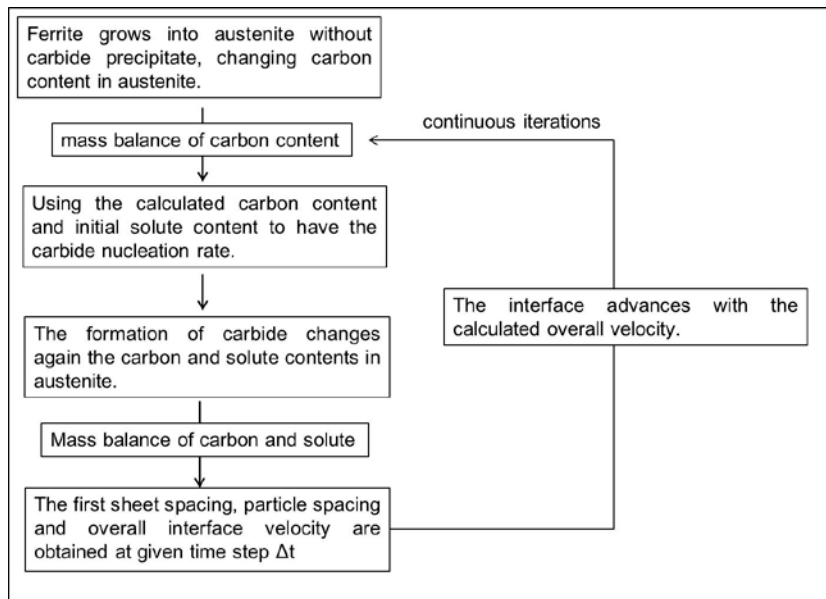 Ferrite grows into austenite without
carbide precipitate, changing carbon
content in austenite.
continuous iterations
mass balance of carbon content
Using the calculated carbon content
and initial solute content to have the
carbide nucleation rate.
The interface advances with the
calculated overall velocity.
The formation of carbide changes
again the carbon and solute contents in
austenite.
Mass balance of carbon and solute
The first sheet spacing, particle spacing
and overall interface velocity are
obtained at given time step Δt